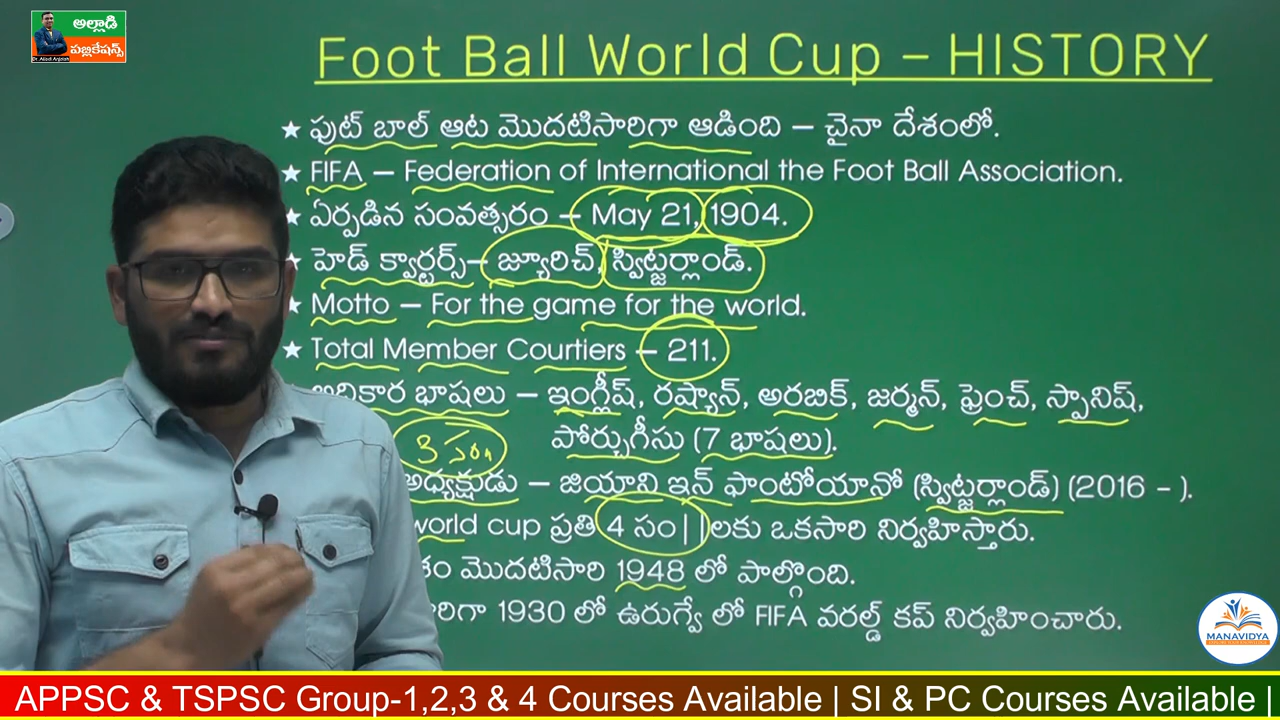 అల్లాడి
పబ్లికేషన్స్
Dr. Alladi Anjaiah
Foot Ball World Cup – HISTORY
★ ఫుట్ బాల్ ఆట మొదటిసారిగా ఆడింది – చైనా దేశంలో.
★ FIFA – Federation of International the Foot Ball Association.
★ ఏర్పడిన సంవత్సరం – May 21, 1904.
★ హెడ్ క్వార్టర్స్– జ్యూరిచ్, స్విట్జర్లాండ్.
★ Motto – For the game for the world.
★ Total Member Courtiers – 211.
అధికార భాషలు – ఇంగ్లీష్, రష్యాన్, అరబిక్, జర్మన్, ఫ్రెంచ్, స్పానిష్,
పోర్చుగీసు (7 భాషలు).
3 సం॥
అధ్యక్షుడు – జియాని ఇన్ ఫాంటోయానో (స్విట్జర్లాండ్) (2016 – ).
world cup ప్రతి 4 సం||లకు ఒకసారి నిర్వహిస్తారు.
మొదటిసారి 1948 లో పాల్గొంది.
1930 లో ఉరుగ్వే లో FIFA వరల్డ్ కప్ నిర్వహించారు.
MANAVIDYA
APPSC & TSPSC Group-1,2,3 & 4 Courses Available | SI & PC Courses Available |